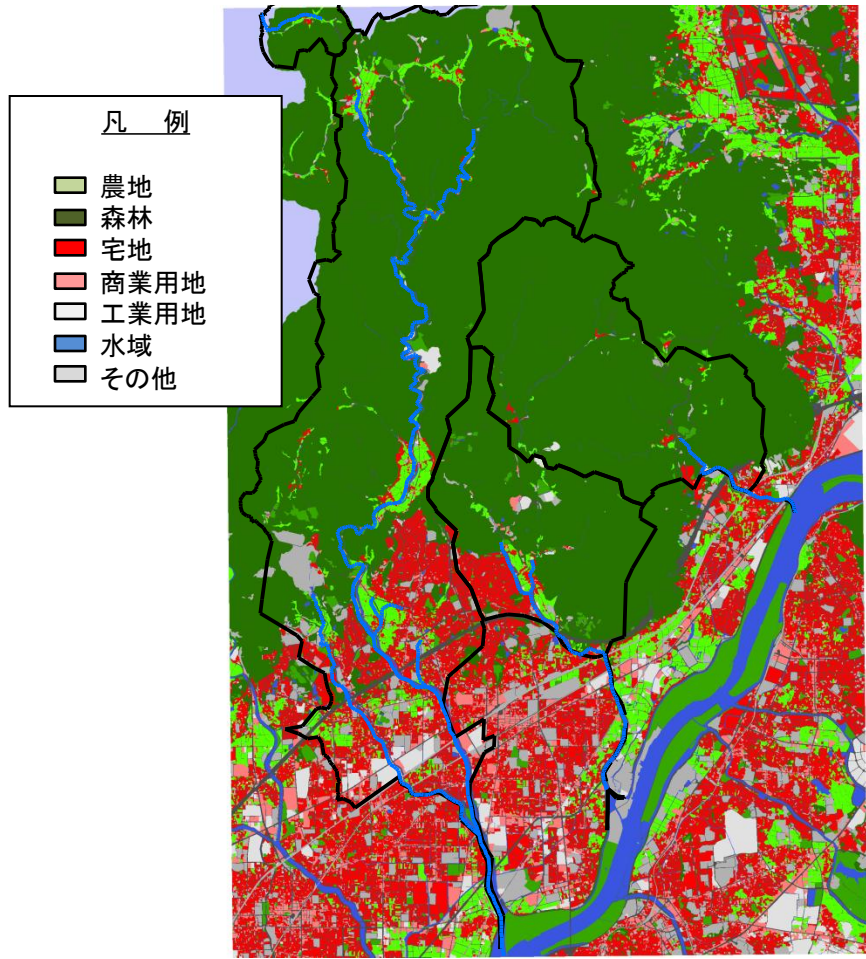 凡 例
農地
森林
宅地
商業用地
工業用地
水域
その他